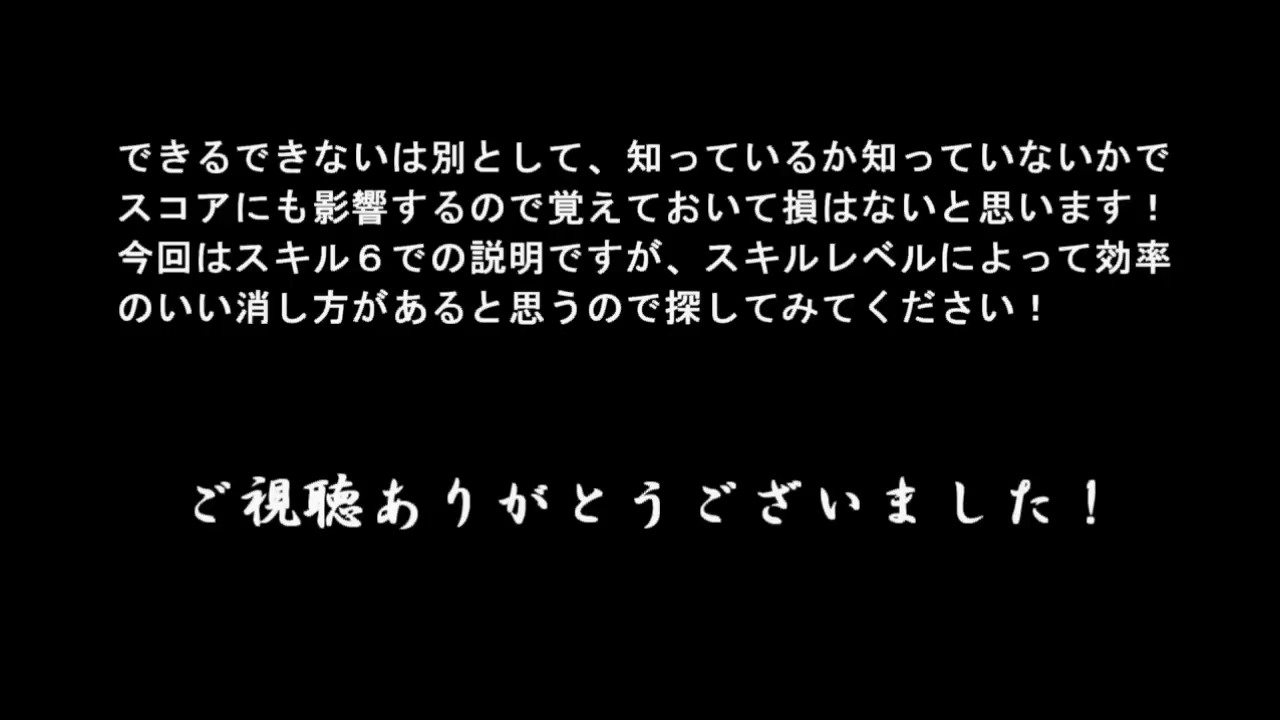 できるできないは別として、知っているか知っていないかで
スコアにも影響するので覚えておいて損はないと思います！
今回はスキル６での説明ですが、スキルレベルによって効率
のいい消し方があると思うので探してみてください！
ご視聴ありがとうございました！